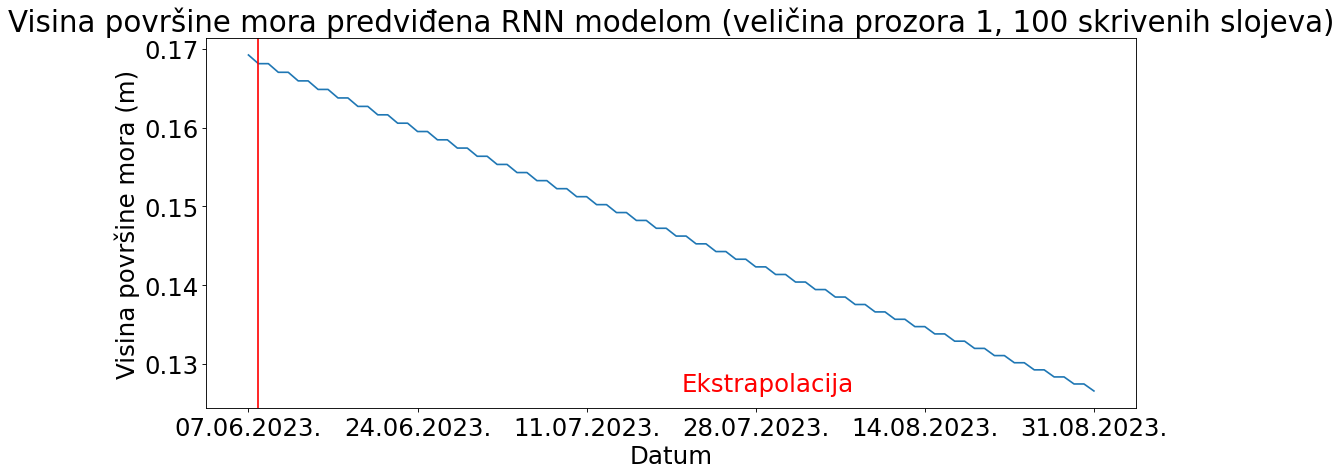 Visina površine mora predviđena RNN modelom (veličina prozora 1, 100 skrivenih slojeva)
Visina površine mora (m)
0.17
0.16
0.15
0.14
0.13
Ekstrapolacija
07.06.2023. 24.06.2023. 11.07.2023. 28.07.2023. 14.08.2023. 31.08.2023.
Datum